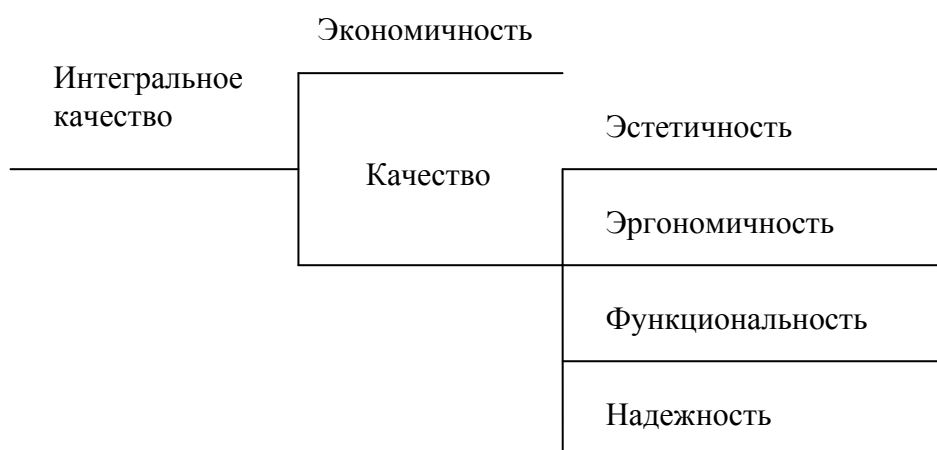 Экономичность
Интегральное
качество
Эстетичность
Качество
Эргономичность
Функциональность
Надежность